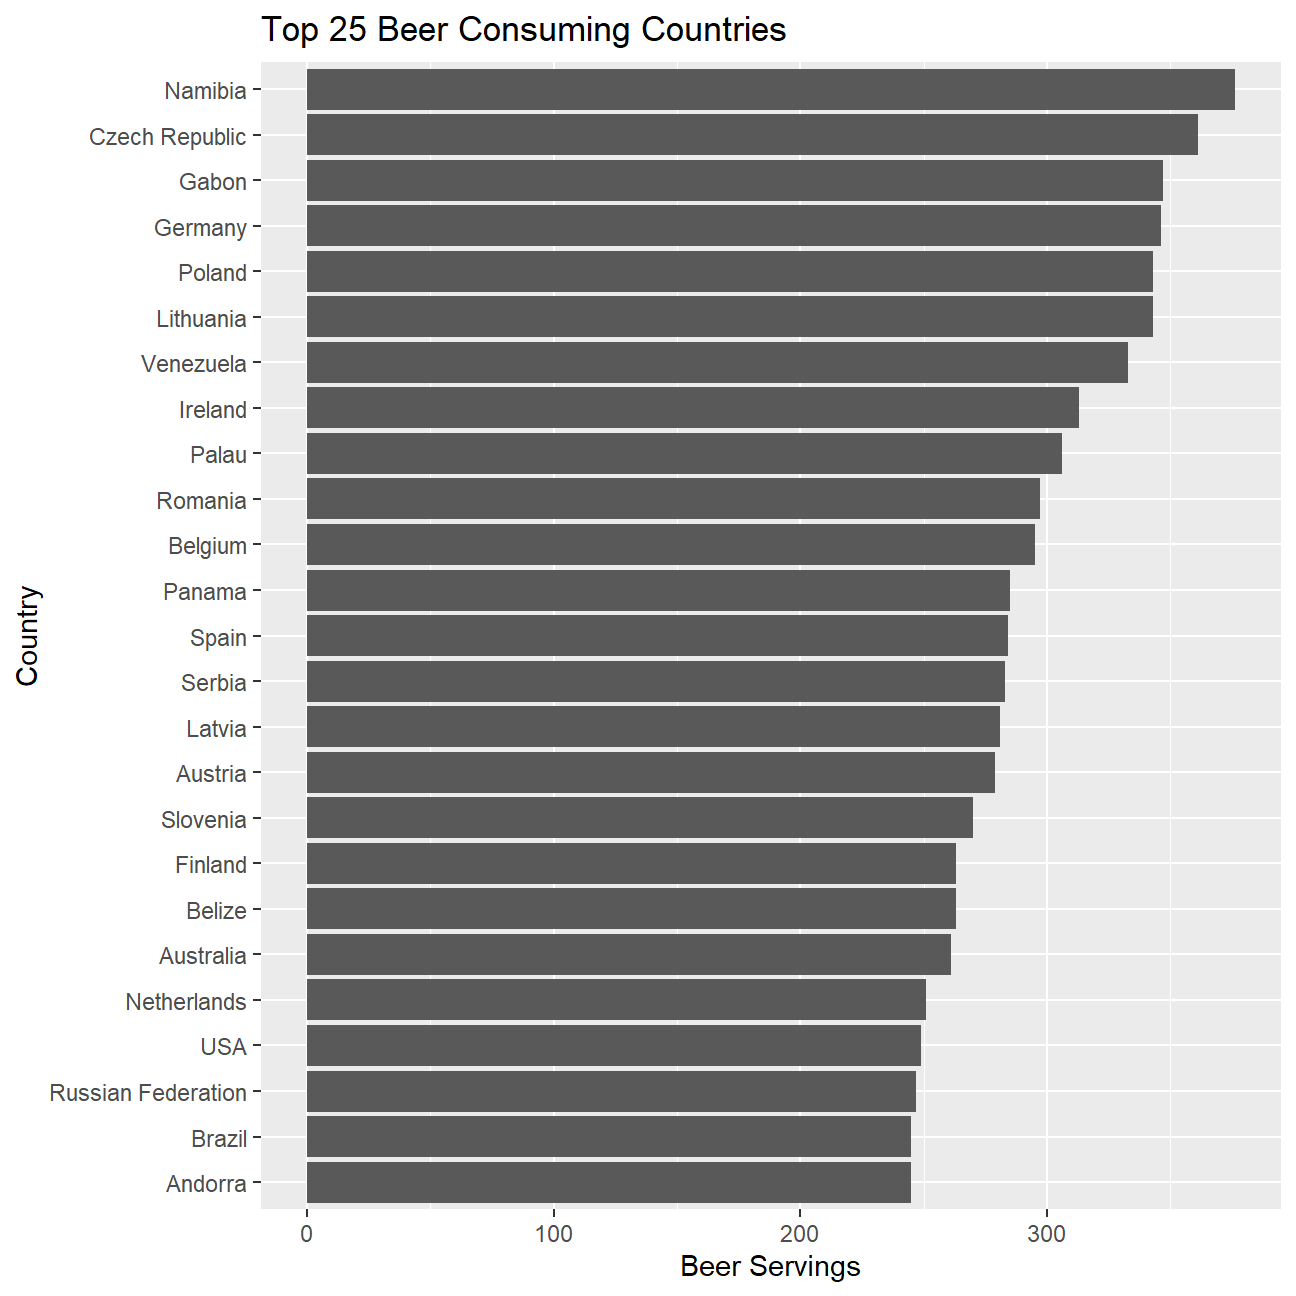 Top 25 Beer Consuming Countries
Namibia
Czech Republic
Gabon
Germany
Poland
Lithuania
Venezuela
Ireland
Palau
Romania
Belgium
Panama
Spain
Serbia
Latvia
Austria
Slovenia
Finland
Belize
Australia
Netherlands
USA
Russian Federation
Brazil
Andorra
Country
0 100 200 300
Beer Servings